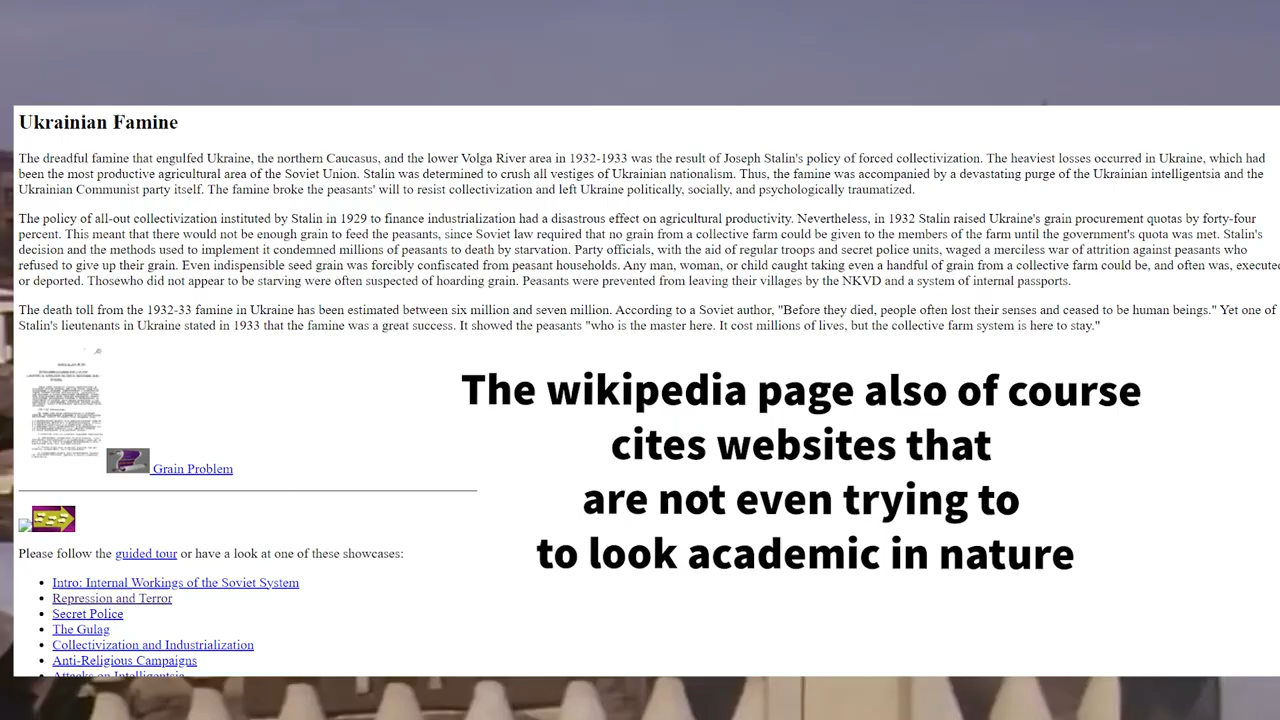 Ukrainian Famine
The dreadful famine that engulfed Ukraine, the northern Caucasus, and the lower Volga River area in 1932-1933 was the result of Joseph Stalin's policy of forced collectivization. The heaviest losses occurred in Ukraine, which had
been the most productive agricultural area of the Soviet Union. Stalin was determined to crush all vestiges of Ukrainian nationalism. Thus, the famine was accompanied by a devastating purge of the Ukrainian intelligentsia and the
Ukrainian Communist party itself. The famine broke the peasants' will to resist collectivization and left Ukraine politically, socially, and psychologically traumatized.
The policy of all-out collectivization instituted by Stalin in 1929 to finance industrialization had a disastrous effect on agricultural productivity. Nevertheless, in 1932 Stalin raised Ukraine's grain procurement quotas by forty-four
percent. This meant that there would not be enough grain to feed the peasants, since Soviet law required that no grain from a collective farm could be given to the members of the farm until the government's quota was met. Stalin's
decision and the methods used to implement it condemned millions of peasants to death by starvation. Party officials, with the aid of regular troops and secret police units, waged a merciless war of attrition against peasants who
refused to give up their grain. Even indispensible seed grain was forcibly confiscated from peasant households. Any man, woman, or child caught taking even a handful of grain from a collective farm could be, and often was, executed
or deported. Thosewho did not appear to be starving were often suspected of hoarding grain. Peasants were prevented from leaving their villages by the NKVD and a system of internal passports.
The death toll from the 1932-33 famine in Ukraine has been estimated between six million and seven million. According to a Soviet author, "Before they died, people often lost their senses and ceased to be human beings." Yet one of
Stalin's lieutenants in Ukraine stated in 1933 that the famine was a great success. It showed the peasants "who is the master here. It cost millions of lives, but the collective farm system is here to stay."
The wikipedia page also of course
cites websites that
are not even trying to
to look academic in nature
Grain Problem
Please follow the guided tour or have a look at one of these showcases:
Intro: Internal Workings of the Soviet System
Repression and Terror
Secret Police
The Gulag
Collectivization and Industrialization
Anti-Religious Campaigns
Attacks on Intelligentsia